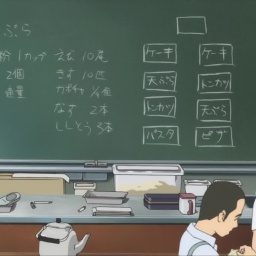 ぷら
粉 1カップ えび 10尾
2個 きす 10匹
適量 カボチャ 1/4個
なす 2本
ししとう 5本
ケーキ ケーキ
天ぷら トンカツ
トンカツ 天ぷら
パスタ ピザ